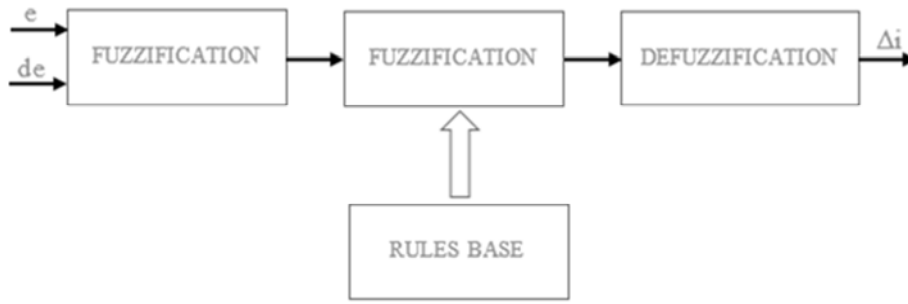 e
de
FUZZIFICATION
FUZZIFICATION
DEFUZZIFICATION
Δi
RULES BASE